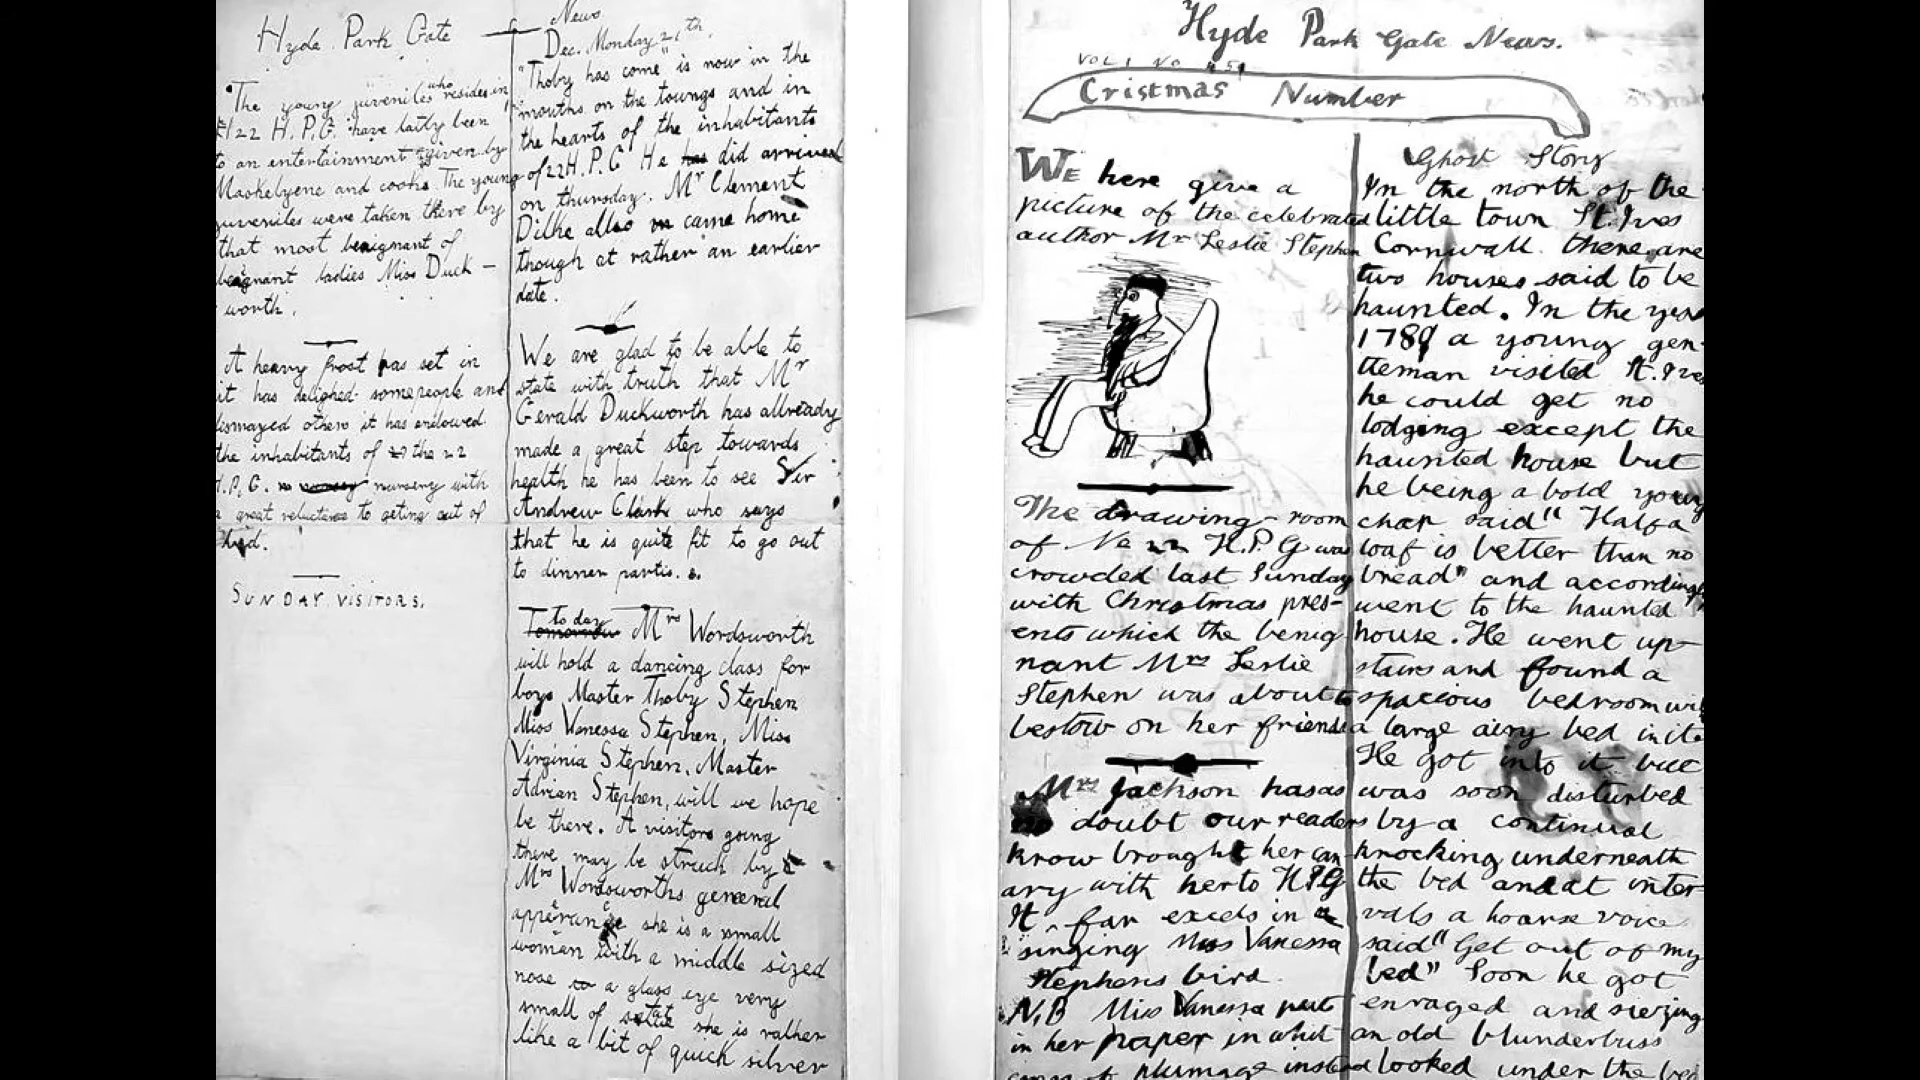 Hyde Park Gate News
"The young juveniles who resides in
22 H.P.G. have latly been
to an entertainment given by
Maskelyene and cooke. The young
juveniles were taken there by
that most benignant of
benignant ladies Miss Duck-
worth.
A heavy frost has set in
it has delighed some people and
dismayed others it has endowed
the inhabitants of the 22
H.P.G. nursery with
a great reluctance to geting out of
bed.
SUNDAY VISITORS.
Dec. Monday 21th.
"Thoby has come" is now in the
mouths on the toungs and in
the hearts of the inhabitants
of 22 H.P.G He has did arrived
on thursday. Mr Clement
Dilke also came home
though at rather an earlier
date.
We are glad to be able to
state with truth that Mr
Gerald Duckworth has allready
made a great step towards
health he has been to see Sir
Andrew Clark who says
that he is quite fit to go out
to dinner partis.s.
Tomorrow to day Mrs Wordsworth
will hold a dancing class for
boys Master Thoby Stephen
Miss Vanessa Stephen, Miss
Virginia Stephen, Master
Adrian Stephen, will we hope
be there. A visitors going
there may be struck by
Mrs Wordsworths general
apperance she is a small
woman with a middle sized
nose a glass eye very
small of she is rather
like a bit of quick silver
Hyde Park Gate News.
VOL 1 No 51
Cristmas Number
WE here give a
picture of the celebrated
author Mr Leslie Stephen
The drawing-room
of No 22 H.P.G was
crowded last Sunday
with Christmas pres-
ents which the benig
nant Mrs Leslie
Stephen was about to
bestow on her friends
Mrs Jackson has as
no doubt our readers
know brought her can-
ary with her to H.P.G
It far excels in
singing Miss Vanessa
Stephens bird.
N.B Miss Vanessa put
in her paper in what
plumage instead
Ghost Story
In the north of the
little town St.Ives
Cornwall. there are
two houses said to be
haunted. In the year
1789 a young gen-
tleman visited St.Ives
he could get no
lodging except the
haunted house but
he being a bold young
chap said "Half a
loaf is better than no
bread" and accordingly
went to the haunted
house. He went up-
stairs and found a
spacious bedroom with
a large airy bed in it.
He got into it but
was soon disturbed
by a continual
knocking underneath
the bed and at inter
vals a hoarse voice
said "Get out of my
bed" Soon he got
enraged and siezing
an old blunderbuss
looked under the bed